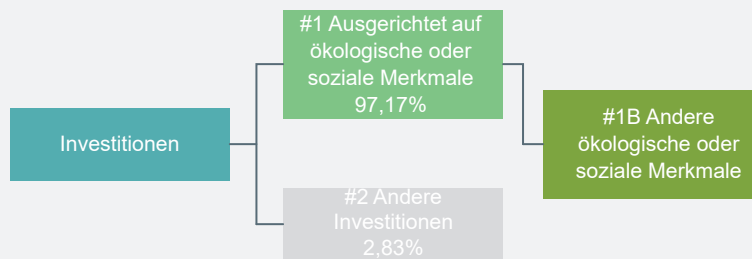 Investitionen
#1 Ausgerichtet auf
ökologische oder
soziale Merkmale
97,17%
#1B Andere
ökologische oder
soziale Merkmale
#2 Andere
Investitionen
2,83%